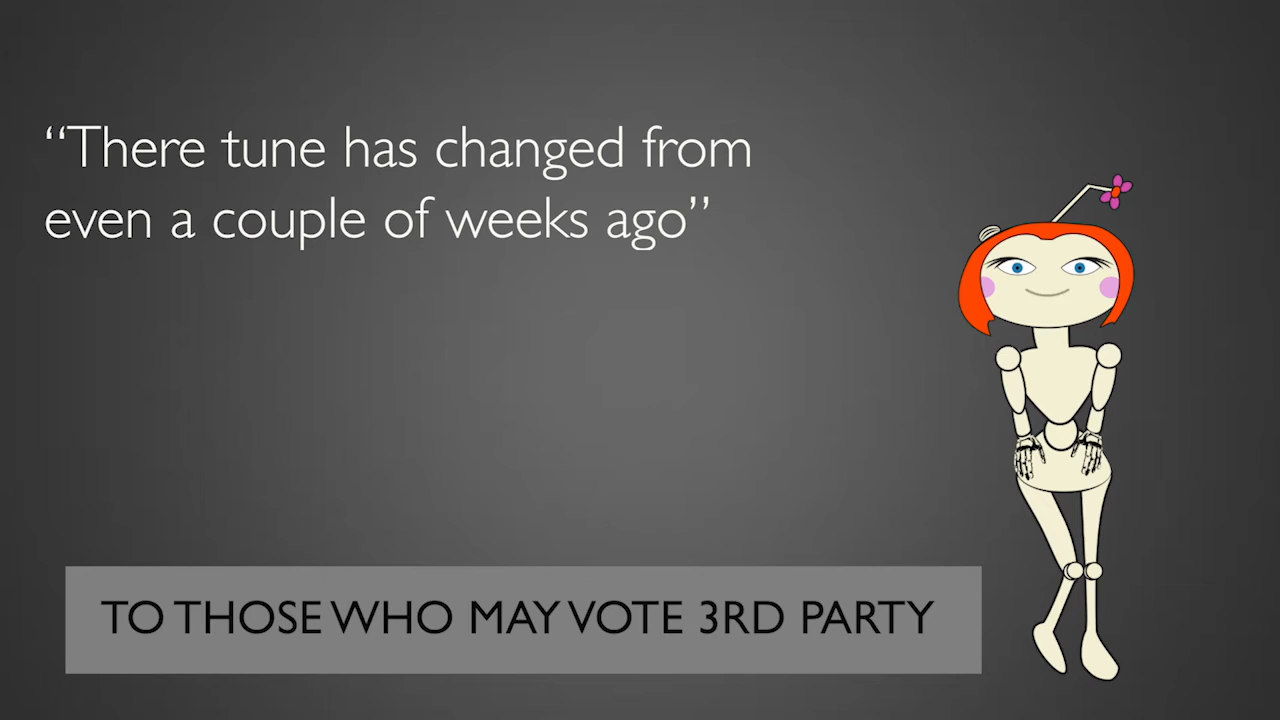 “There tune has changed from
even a couple of weeks ago”
TO THOSE WHO MAY VOTE 3RD PARTY